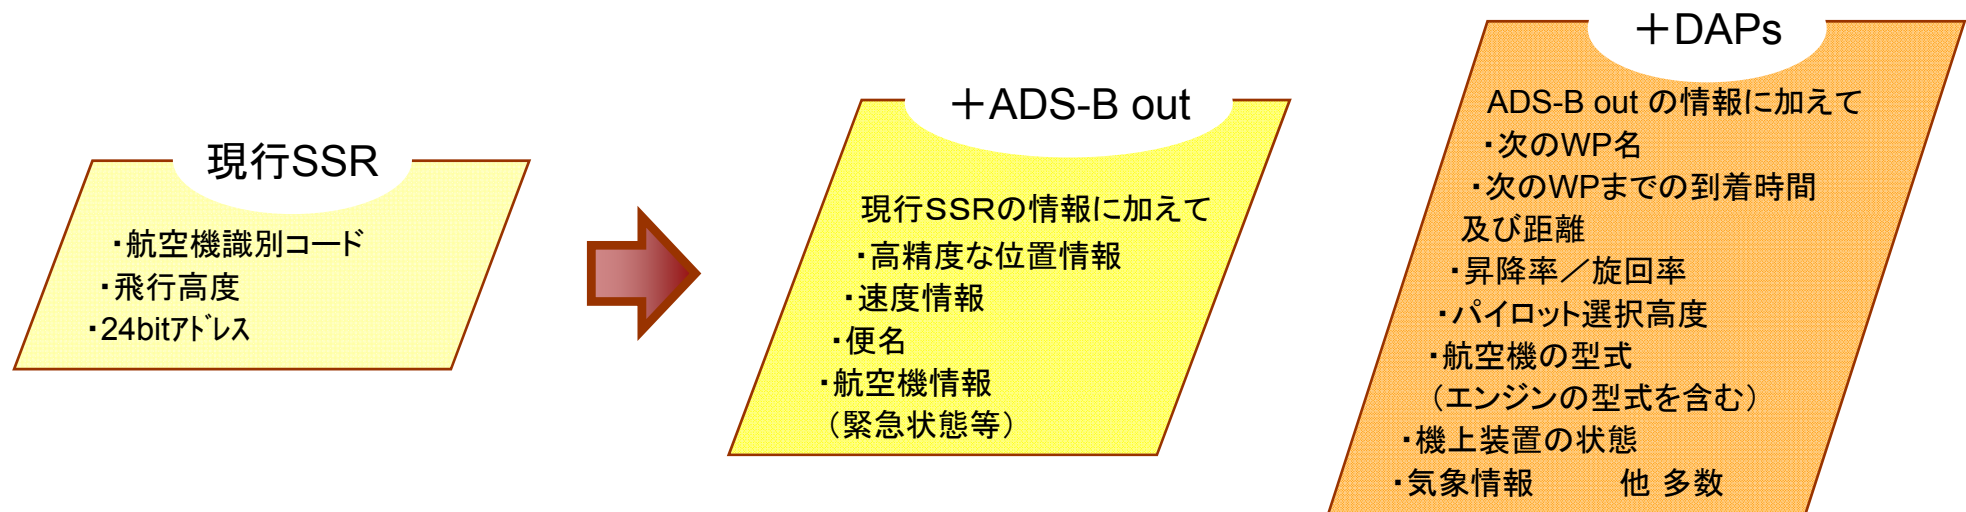 現行SSR
・航空機識別コード
・飛行高度
・24bitｱﾄﾞﾚｽ
＋ADS-B out
現行ＳＳＲの情報に加えて
・高精度な位置情報
・速度情報
・便名
・航空機情報
（緊急状態等）
＋DAPs
ADS-B out の情報に加えて
・次のWP名
・次のWPまでの到着時間
及び距離
・昇降率／旋回率
・パイロット選択高度
・航空機の型式
（エンジンの型式を含む）
・機上装置の状態
・気象情報　　他 多数